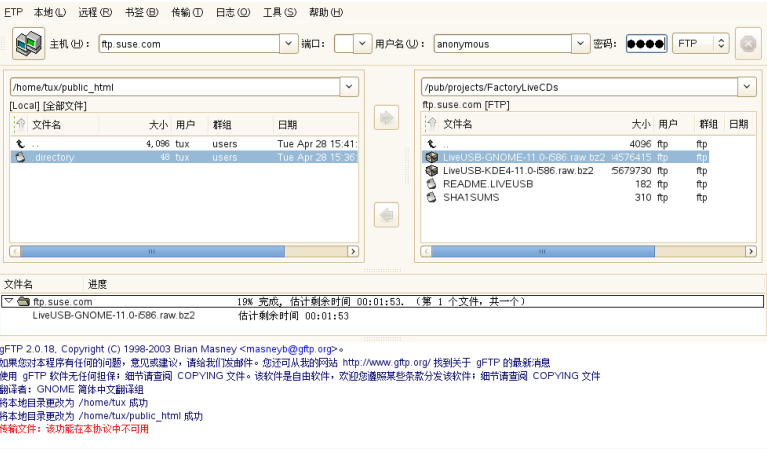 FTP 本地(L) 远程(R) 书签(B) 传输(T) 日志(O) 工具(S) 帮助(H)
主机(H)： ftp.suse.com 端口： 用户名(U)： anonymous 密码： ●●●● FTP
/home/tux/public_html
[Local] [全部文件]
文件名 大小 用户 群组 日期
.. 4,096 tux users Tue Apr 28 15:41:
.directory 48 tux users Tue Apr 28 15:36:
/pub/projects/FactoryLiveCDs
ftp.suse.com [FTP]
文件名 大小 用户 群组 日期
.. 4096 ftp ftp
LiveUSB-GNOME-11.0-i586.raw.bz2 !4576415 ftp ftp
LiveUSB-KDE4-11.0-i586.raw.bz2 !5679730 ftp ftp
README.LIVEUSB 182 ftp ftp
SHA1SUMS 310 ftp ftp
文件名 进度
ftp.suse.com 19% 完成, 估计剩余时间 00:01:53. (第 1 个文件，共一个)
LiveUSB-GNOME-11.0-i586.raw.bz2 估计剩余时间 00:01:53
gFTP 2.0.18, Copyright (C) 1998-2003 Brian Masney <masneyb@gftp.org>。
如果您对本程序有任何的问题，意见或建议，请给我们发邮件。您还可从我的网站 http://www.gftp.org/ 找到关于 gFTP 的最新消息
使用 gFTP 软件无任何担保；细节请查阅 COPYING 文件。该软件是自由软件，欢迎您遵照某些条款分发该软件；细节请查阅 COPYING 文件
翻译者：GNOME 简体中文翻译组
将本地目录更改为 /home/tux 成功
将本地目录更改为 /home/tux/public_html 成功
传输文件：该功能在本协议中不可用